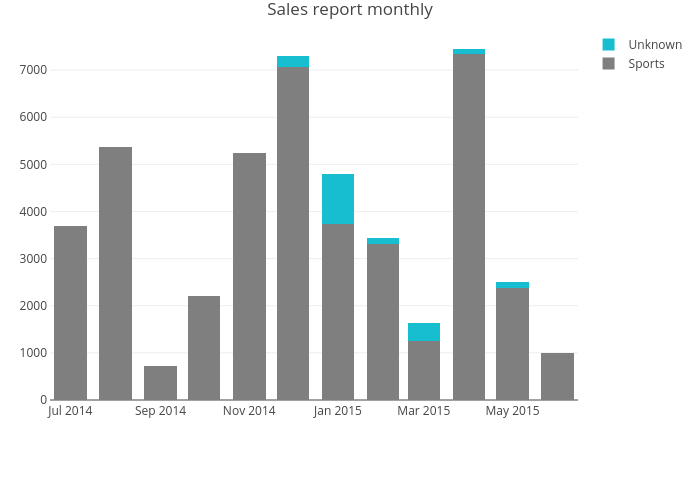 Sales report monthly
Unknown
Sports
7000
6000
5000
4000
3000
2000
1000
0
Jul 2014
Sep 2014
Nov 2014
Jan 2015
Mar 2015
May 2015